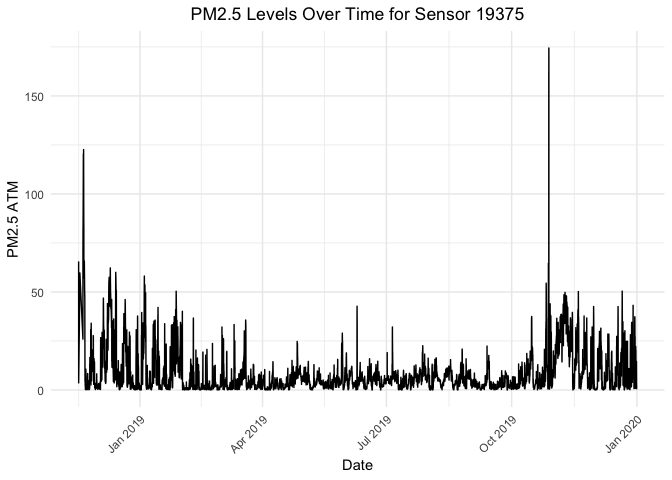 PM2.5 Levels Over Time for Sensor 19375
PM2.5 ATM
150
100
50
0
Jan 2019
Apr 2019
Jul 2019
Oct 2019
Jan 2020
Date